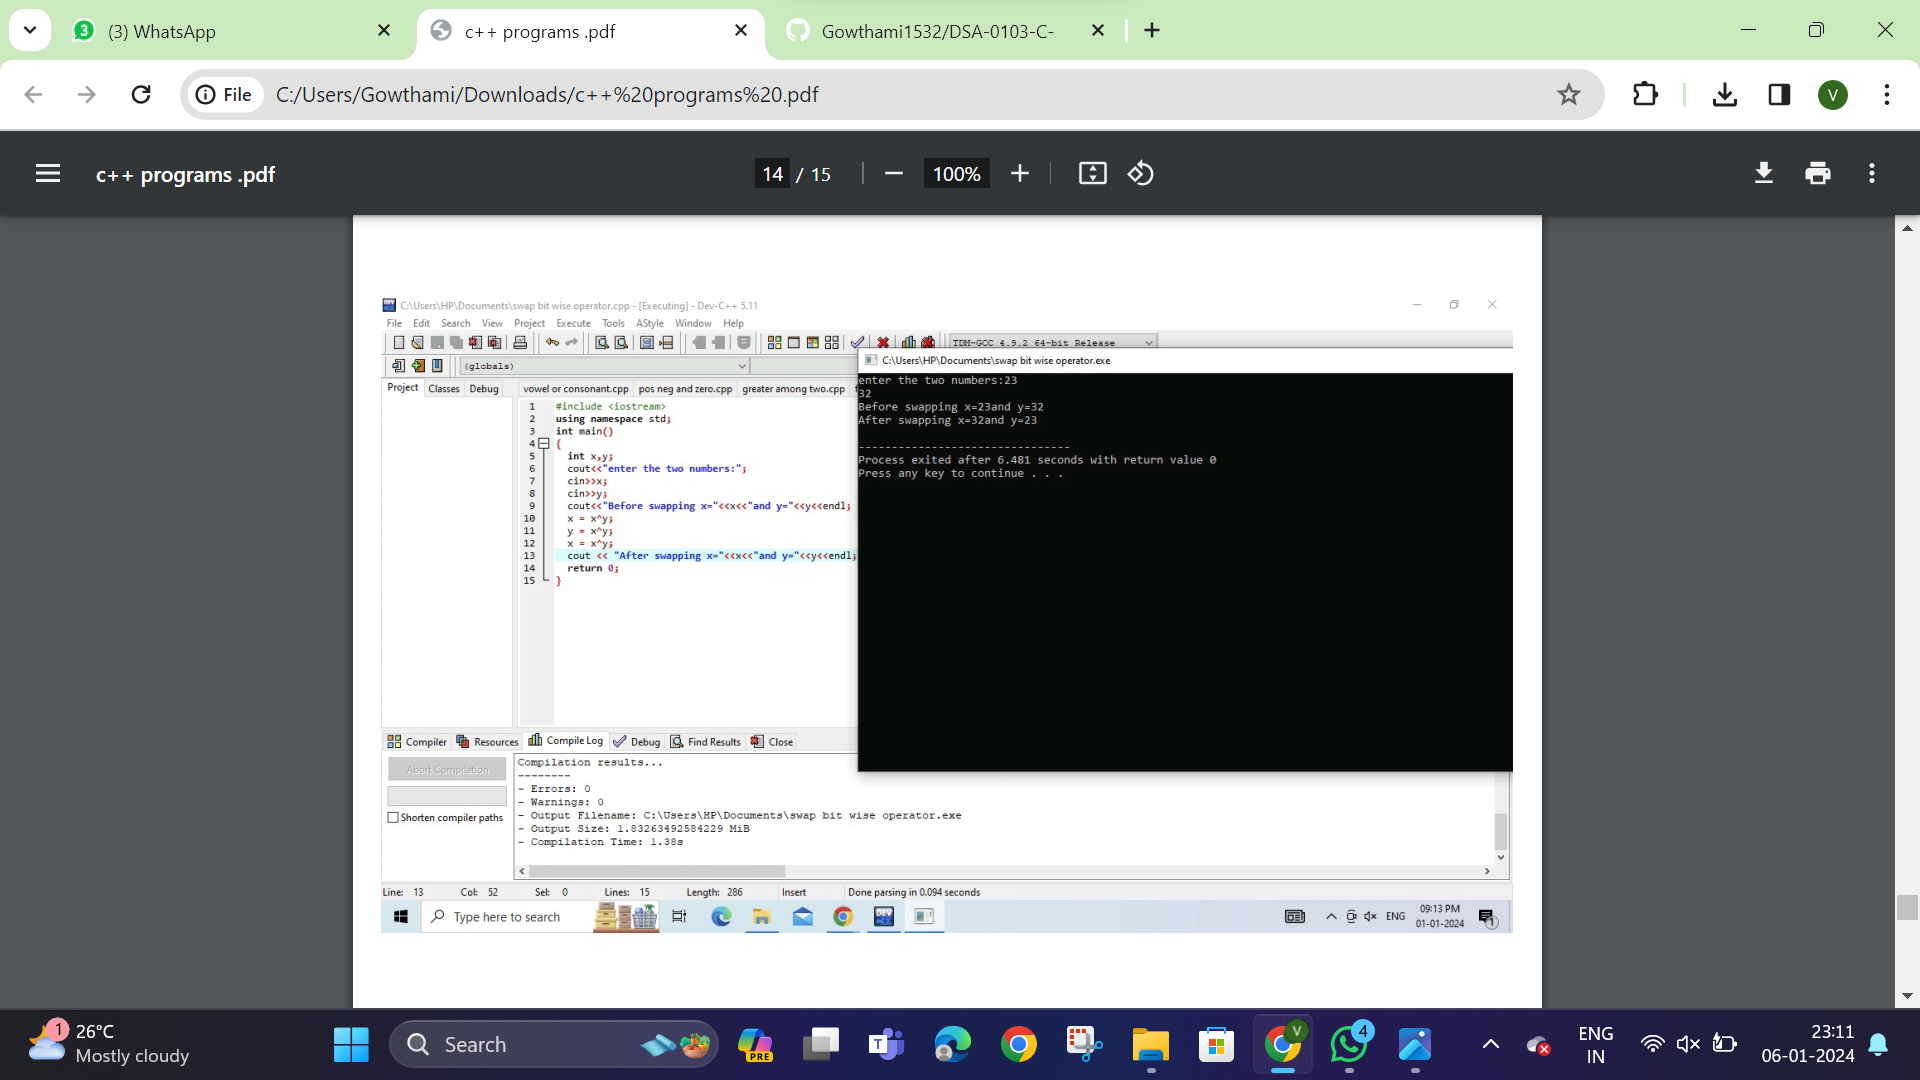 (3) WhatsApp
c++ programs .pdf
Gowthami1532/DSA-0103-C-
File
C:/Users/Gowthami/Downloads/c++%20programs%20.pdf
V
c++ programs .pdf
14 / 15
100%
C:\Users\HP\Documents\swap bit wise operator.cpp - [Executing] - Dev-C++ 5.11
File Edit Search View Project Execute Tools AStyle Window Help
TDM-GCC 4.9.2 64-bit Release
(globals)
C:\Users\HP\Documents\swap bit wise operator.exe
Project Classes Debug
vowel or consonant.cpp pos neg and zero.cpp greater among two.cpp
1 #include <iostream>
2 using namespace std;
3 int main()
4 {
5 int x,y;
6 cout<<"enter the two numbers:";
7 cin>>x;
8 cin>>y;
9 cout<<"Before swapping x="<<x<<"and y="<<y<<endl;
10 x = x^y;
11 y = x^y;
12 x = x^y;
13 cout << "After swapping x="<<x<<"and y="<<y<<endl;
14 return 0;
15 }
enter the two numbers:23
32
Before swapping x=23and y=32
After swapping x=32and y=23
--------------------------------
Process exited after 6.481 seconds with return value 0
Press any key to continue . . .
Compiler Resources Compile Log Debug Find Results Close
Abort Compilation
Shorten compiler paths
Compilation results...
--------
- Errors: 0
- Warnings: 0
- Output Filename: C:\Users\HP\Documents\swap bit wise operator.exe
- Output Size: 1.83263492584229 MiB
- Compilation Time: 1.38s
Line: 13 Col: 52 Sel: 0 Lines: 15 Length: 286 Insert Done parsing in 0.094 seconds
Type here to search
DEV
ENG
09:13 PM
01-01-2024
1
1
26°C
Mostly cloudy
Search
PRE
V
4
ENG
IN
23:11
06-01-2024